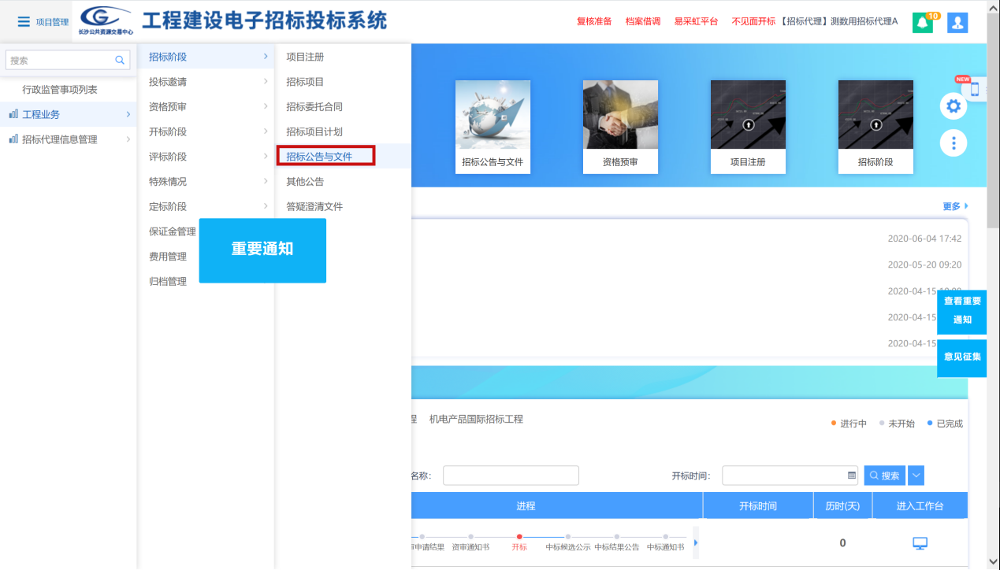 项目管理
长沙公共资源交易中心
工程建设电子招标投标系统
复核准备 档案借调 易采虹平台 不见面开标 【招标代理】测数用招标代理A
10
搜索
行政监管事项列表
工程业务
招标代理信息管理
招标阶段
投标邀请
资格预审
开标阶段
评标阶段
特殊情况
定标阶段
保证金管理
费用管理
归档管理
项目注册
招标项目
招标委托合同
招标项目计划
招标公告与文件
其他公告
答疑澄清文件
重要通知
招标公告与文件 资格预审 项目注册 招标阶段
NEW
更多
2020-06-04 17:42
2020-05-20 09:20
2020-04-15
2020-04-15
2020-04-15
查看重要
通知
意见征集
程 机电产品国际招标工程
进行中 未开始 已完成
名称: 开标时间: 搜索
进程 开标时间 历时(天) 进入工作台
申请结果 资审通知书 开标 中标候选公示 中标结果公告 中标通知书 0